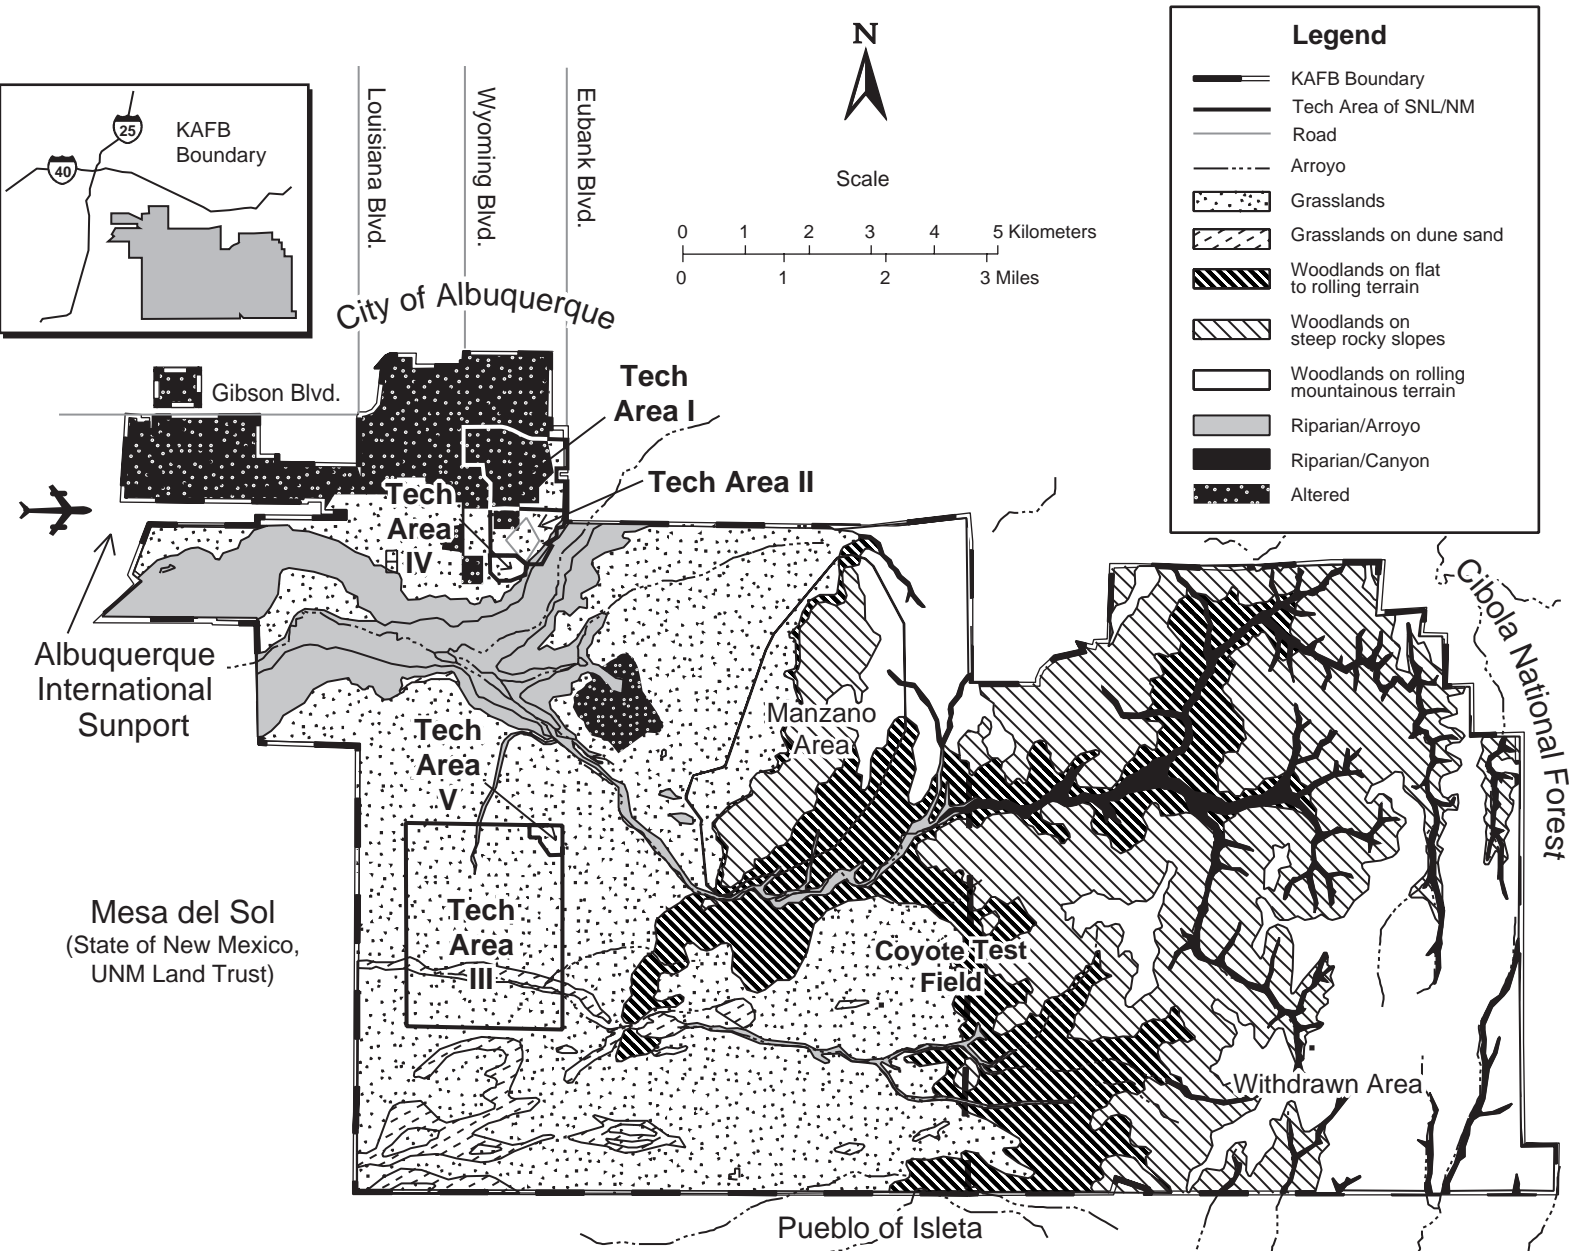 N
Scale
0 1 2 3 4 5 Kilometers
0 1 2 3 Miles
Legend
KAFB Boundary
Tech Area of SNL/NM
Road
Arroyo
Grasslands
Grasslands on dune sand
Woodlands on flat
to rolling terrain
Woodlands on
steep rocky slopes
Woodlands on rolling
mountainous terrain
Riparian/Arroyo
Riparian/Canyon
Altered
25
40
KAFB
Boundary
Louisiana Blvd.
Wyoming Blvd.
Eubank Blvd.
City of Albuquerque
Gibson Blvd.
Tech
Area I
Tech Area II
Tech
Area
IV
Albuquerque
International
Sunport
Tech
Area
V
Manzano
Area
Cibola National Forest
Mesa del Sol
(State of New Mexico,
UNM Land Trust)
Tech
Area
III
Coyote Test
Field
Withdrawn Area
Pueblo of Isleta